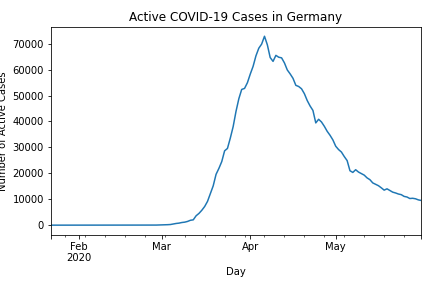 Active COVID-19 Cases in Germany
Number of Active Cases
70000
60000
50000
40000
30000
20000
10000
0
Feb
2020
Mar
Apr
May
Day